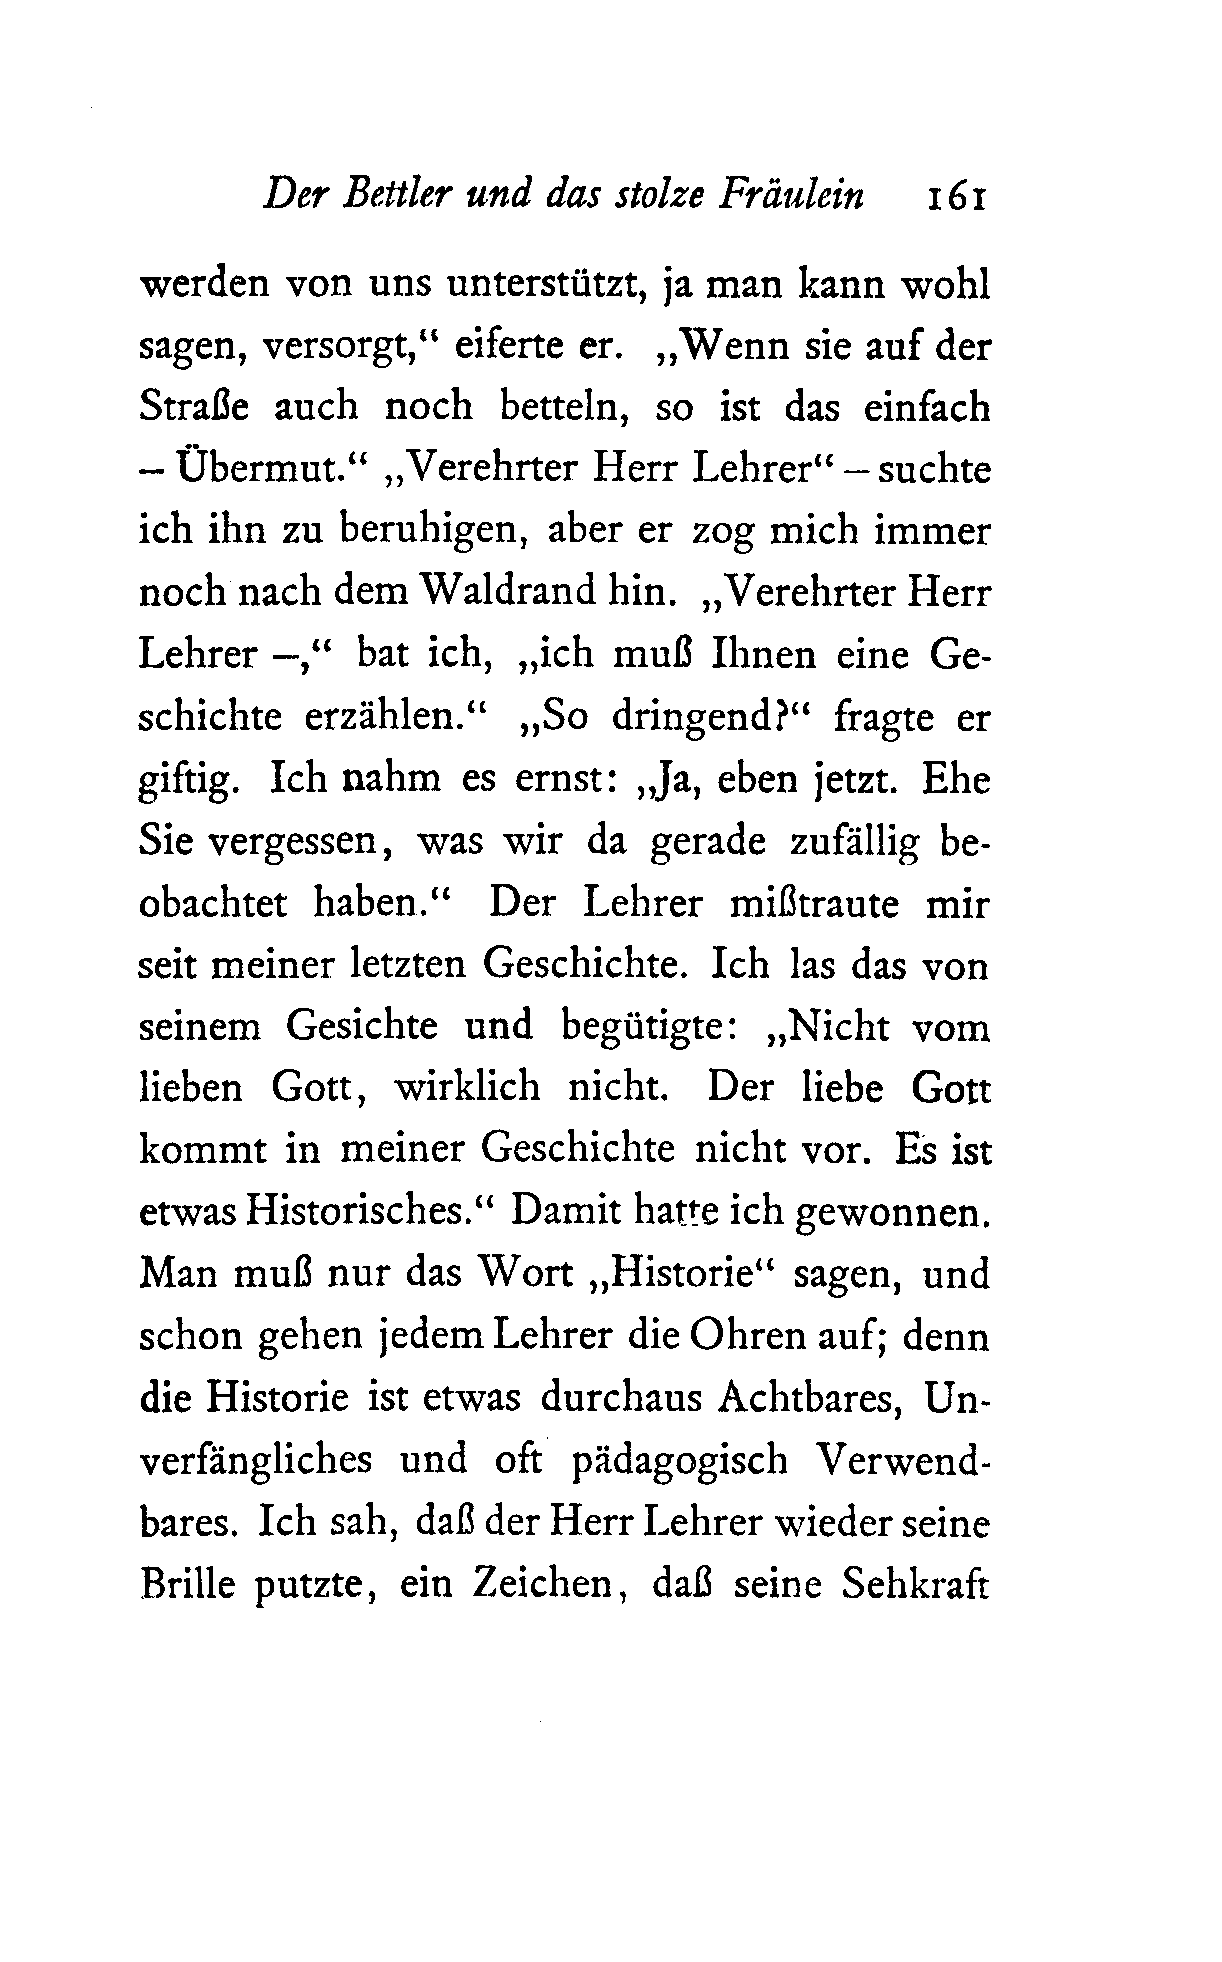 Der Bettler und das stolze Fräulein 161
werden von uns unterstützt, ja man kann wohl
sagen, versorgt,“ eiferte er. „Wenn sie auf der
Straße auch noch betteln, so ist das einfach
– Übermut.“ „Verehrter Herr Lehrer“ – suchte
ich ihn zu beruhigen, aber er zog mich immer
noch nach dem Waldrand hin. „Verehrter Herr
Lehrer –,“ bat ich, „ich muß Ihnen eine Ge-
schichte erzählen.“ „So dringend?“ fragte er
giftig. Ich nahm es ernst: „Ja, eben jetzt. Ehe
Sie vergessen, was wir da gerade zufällig be-
obachtet haben.“ Der Lehrer mißtraute mir
seit meiner letzten Geschichte. Ich las das von
seinem Gesichte und begütigte: „Nicht vom
lieben Gott, wirklich nicht. Der liebe Gott
kommt in meiner Geschichte nicht vor. Es ist
etwas Historisches.“ Damit hatte ich gewonnen.
Man muß nur das Wort „Historie“ sagen, und
schon gehen jedem Lehrer die Ohren auf; denn
die Historie ist etwas durchaus Achtbares, Un-
verfängliches und oft pädagogisch Verwend-
bares. Ich sah, daß der Herr Lehrer wieder seine
Brille putzte, ein Zeichen, daß seine Sehkraft